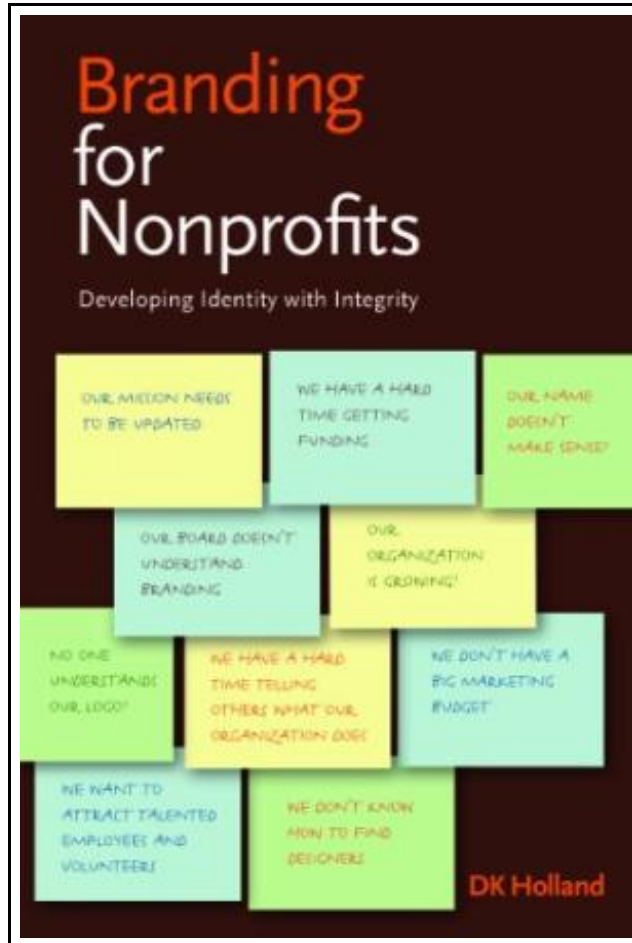 Branding
for
Nonprofits
Developing Identity with Integrity
OUR MISSION NEEDS
TO BE UPDATED
WE HAVE A HARD
TIME GETTING
FUNDING
OUR NAME
DOESN'T
MAKE SENSE!
OUR BOARD DOESN'T
UNDERSTAND
BRANDING
OUR
ORGANIZATION
IS GROWING!
NO ONE
UNDERSTANDS
OUR LOGO!
WE HAVE A HARD
TIME TELLING
OTHERS WHAT OUR
ORGANIZATION DOES
WE DON'T HAVE A
BIG MARKETING
BUDGET
WE WANT TO
ATTRACT TALENTED
EMPLOYEES AND
VOLUNTEERS
WE DON'T KNOW
HOW TO FIND
DESIGNERS
DK Holland